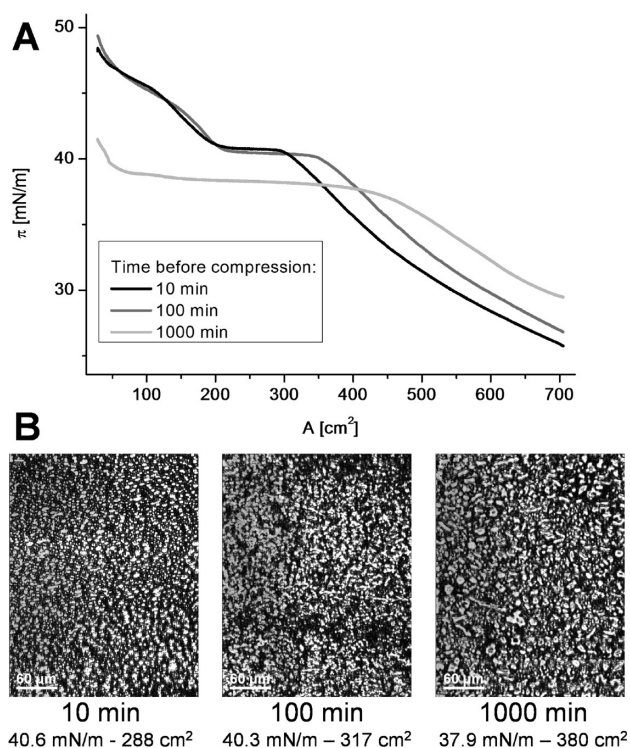 A
50
40
30
π [mN/m]
Time before compression:
10 min
100 min
1000 min
100 200 300 400 500 600 700
A [cm²]
B
60 µm 60 µm 60 µm
10 min 100 min 1000 min
40.6 mN/m - 288 cm² 40.3 mN/m – 317 cm² 37.9 mN/m – 380 cm²